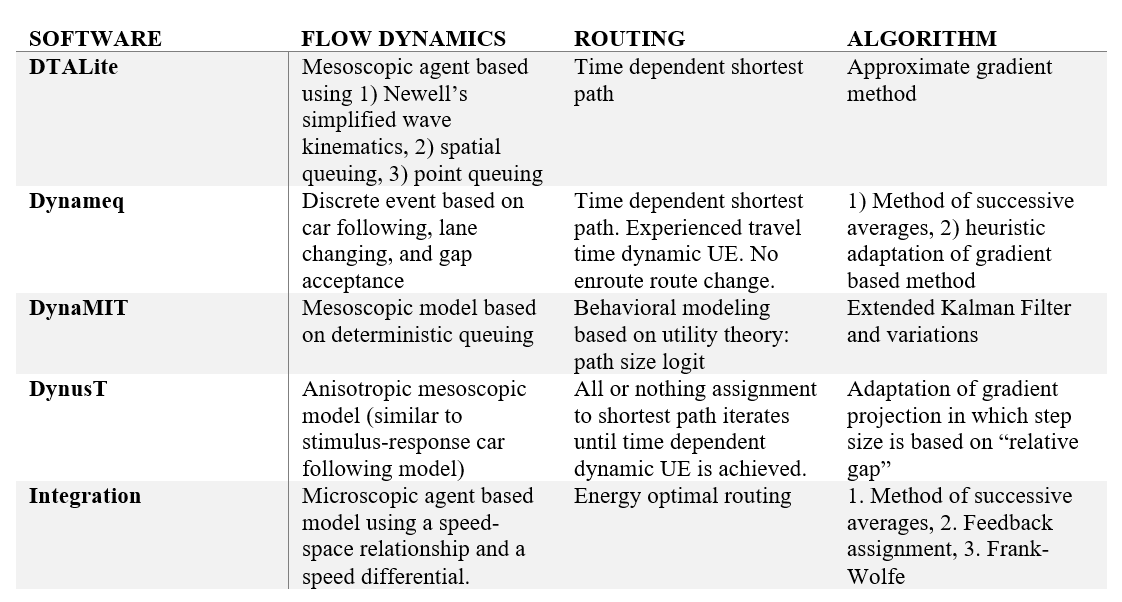 SOFTWARE FLOW DYNAMICS ROUTING ALGORITHM
DTALite
Mesoscopic agent based
using 1) Newell’s
simplified wave
kinematics, 2) spatial
queuing, 3) point queuing
Time dependent shortest
path
Approximate gradient
method
Dynameq
Discrete event based on
car following, lane
changing, and gap
acceptance
Time dependent shortest
path. Experienced travel
time dynamic UE. No
enroute route change.
1) Method of successive
averages, 2) heuristic
adaptation of gradient
based method
DynaMIT
Mesoscopic model based
on deterministic queuing
Behavioral modeling
based on utility theory:
path size logit
Extended Kalman Filter
and variations
DynusT
Anisotropic mesoscopic
model (similar to
stimulus-response car
following model)
All or nothing assignment
to shortest path iterates
until time dependent
dynamic UE is achieved.
Adaptation of gradient
projection in which step
size is based on “relative
gap”
Integration
Microscopic agent based
model using a speed-
space relationship and a
speed differential.
Energy optimal routing
1. Method of successive
averages, 2. Feedback
assignment, 3. Frank-
Wolfe